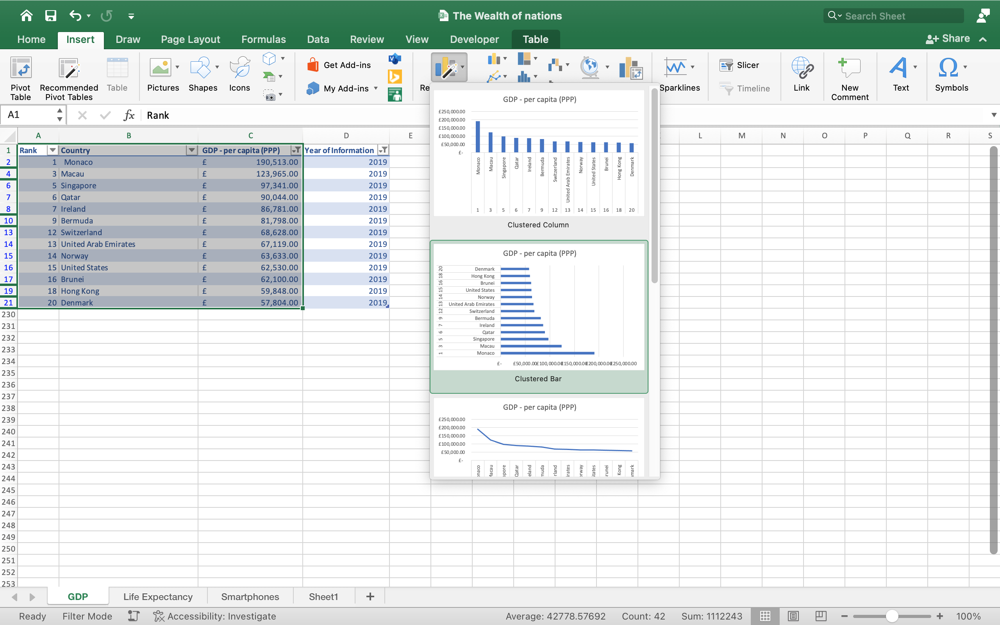 The Wealth of nations
Search Sheet
Home Insert Draw Page Layout Formulas Data Review View Developer Table Share
Pivot Table
Recommended Pivot Tables
Table
Pictures
Shapes
Icons
Get Add-ins
My Add-ins
Re
Sparklines
Slicer
Timeline
Link
New Comment
Text
Symbols
A1 fx Rank
A B C D E L M N O P Q R S
1 Rank Country GDP - per capita (PPP) Year of Information
2 1 Monaco £ 190,513.00 2019
4 3 Macau £ 123,965.00 2019
6 5 Singapore £ 97,341.00 2019
7 6 Qatar £ 90,044.00 2019
8 7 Ireland £ 86,781.00 2019
10 9 Bermuda £ 81,798.00 2019
13 12 Switzerland £ 68,628.00 2019
14 13 United Arab Emirates £ 67,119.00 2019
15 14 Norway £ 63,633.00 2019
16 15 United States £ 62,530.00 2019
17 16 Brunei £ 62,100.00 2019
19 18 Hong Kong £ 59,848.00 2019
21 20 Denmark £ 57,804.00 2019
230
231
232
233
234
235
236
237
238
239
240
241
242
243
244
245
246
247
248
249
250
251
252
253
GDP - per capita (PPP)
£250,000.00
£200,000.00
£150,000.00
£100,000.00
£50,000.00
£-
Monaco Macau Singapore Qatar Ireland Bermuda Switzerland United Arab Emirates Norway United States Brunei Hong Kong Denmark
1 3 5 6 7 9 12 13 14 15 16 18 20
Clustered Column
GDP - per capita (PPP)
20 Denmark
18 Hong Kong
16 Brunei
15 United States
14 Norway
13 United Arab Emirates
12 Switzerland
9 Bermuda
7 Ireland
6 Qatar
5 Singapore
3 Macau
1 Monaco
£- £50,000.00 £100,000.00 £150,000.00 £200,000.00 £250,000.00
Clustered Bar
GDP - per capita (PPP)
£250,000.00
£200,000.00
£150,000.00
£100,000.00
£50,000.00
£-
naco Macau apore Qatar eland muda rland irates rway States runei Kong mark
GDP Life Expectancy Smartphones Sheet1 +
Ready Filter Mode Accessibility: Investigate Average: 42778.57692 Count: 42 Sum: 1112243 100%